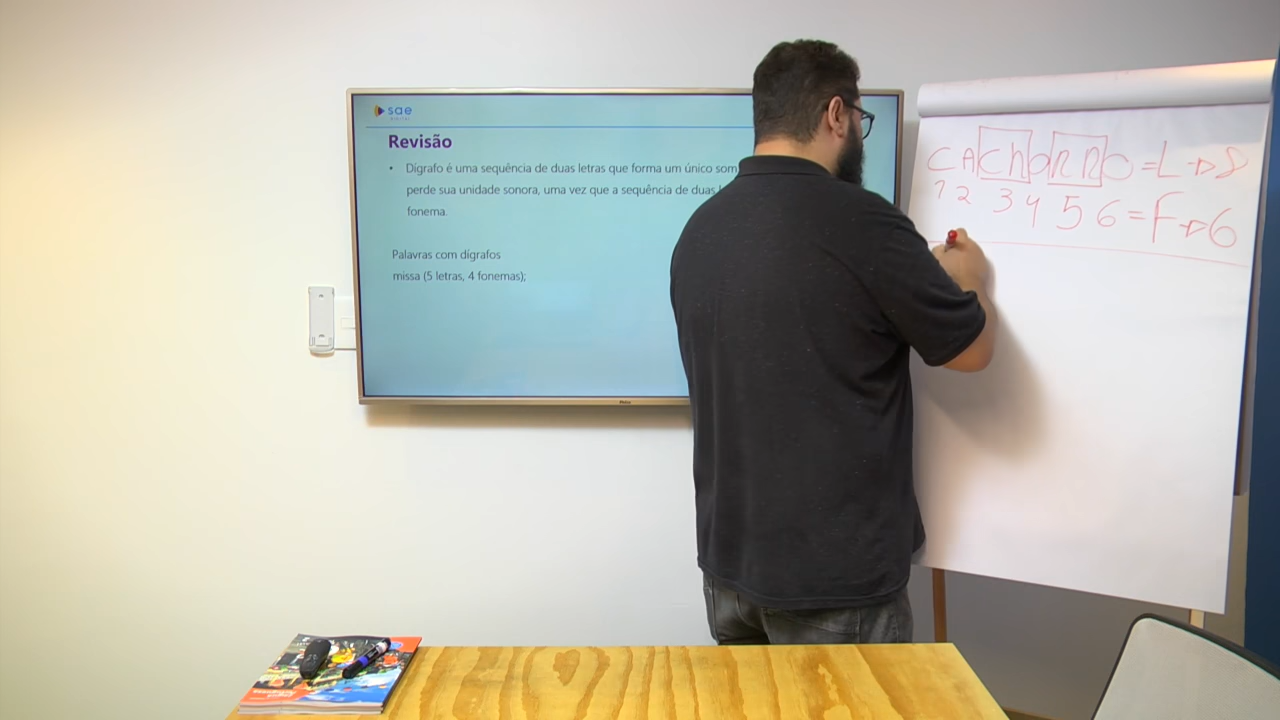 sae
DIGITAL
Revisão
• Dígrafo é uma sequência de duas letras que forma um único som,
perde sua unidade sonora, uma vez que a sequência de duas
fonema.
Palavras com dígrafos
missa (5 letras, 4 fonemas);
CAChORRO = L → 8
1 2 3 4 5 6 = F → 6